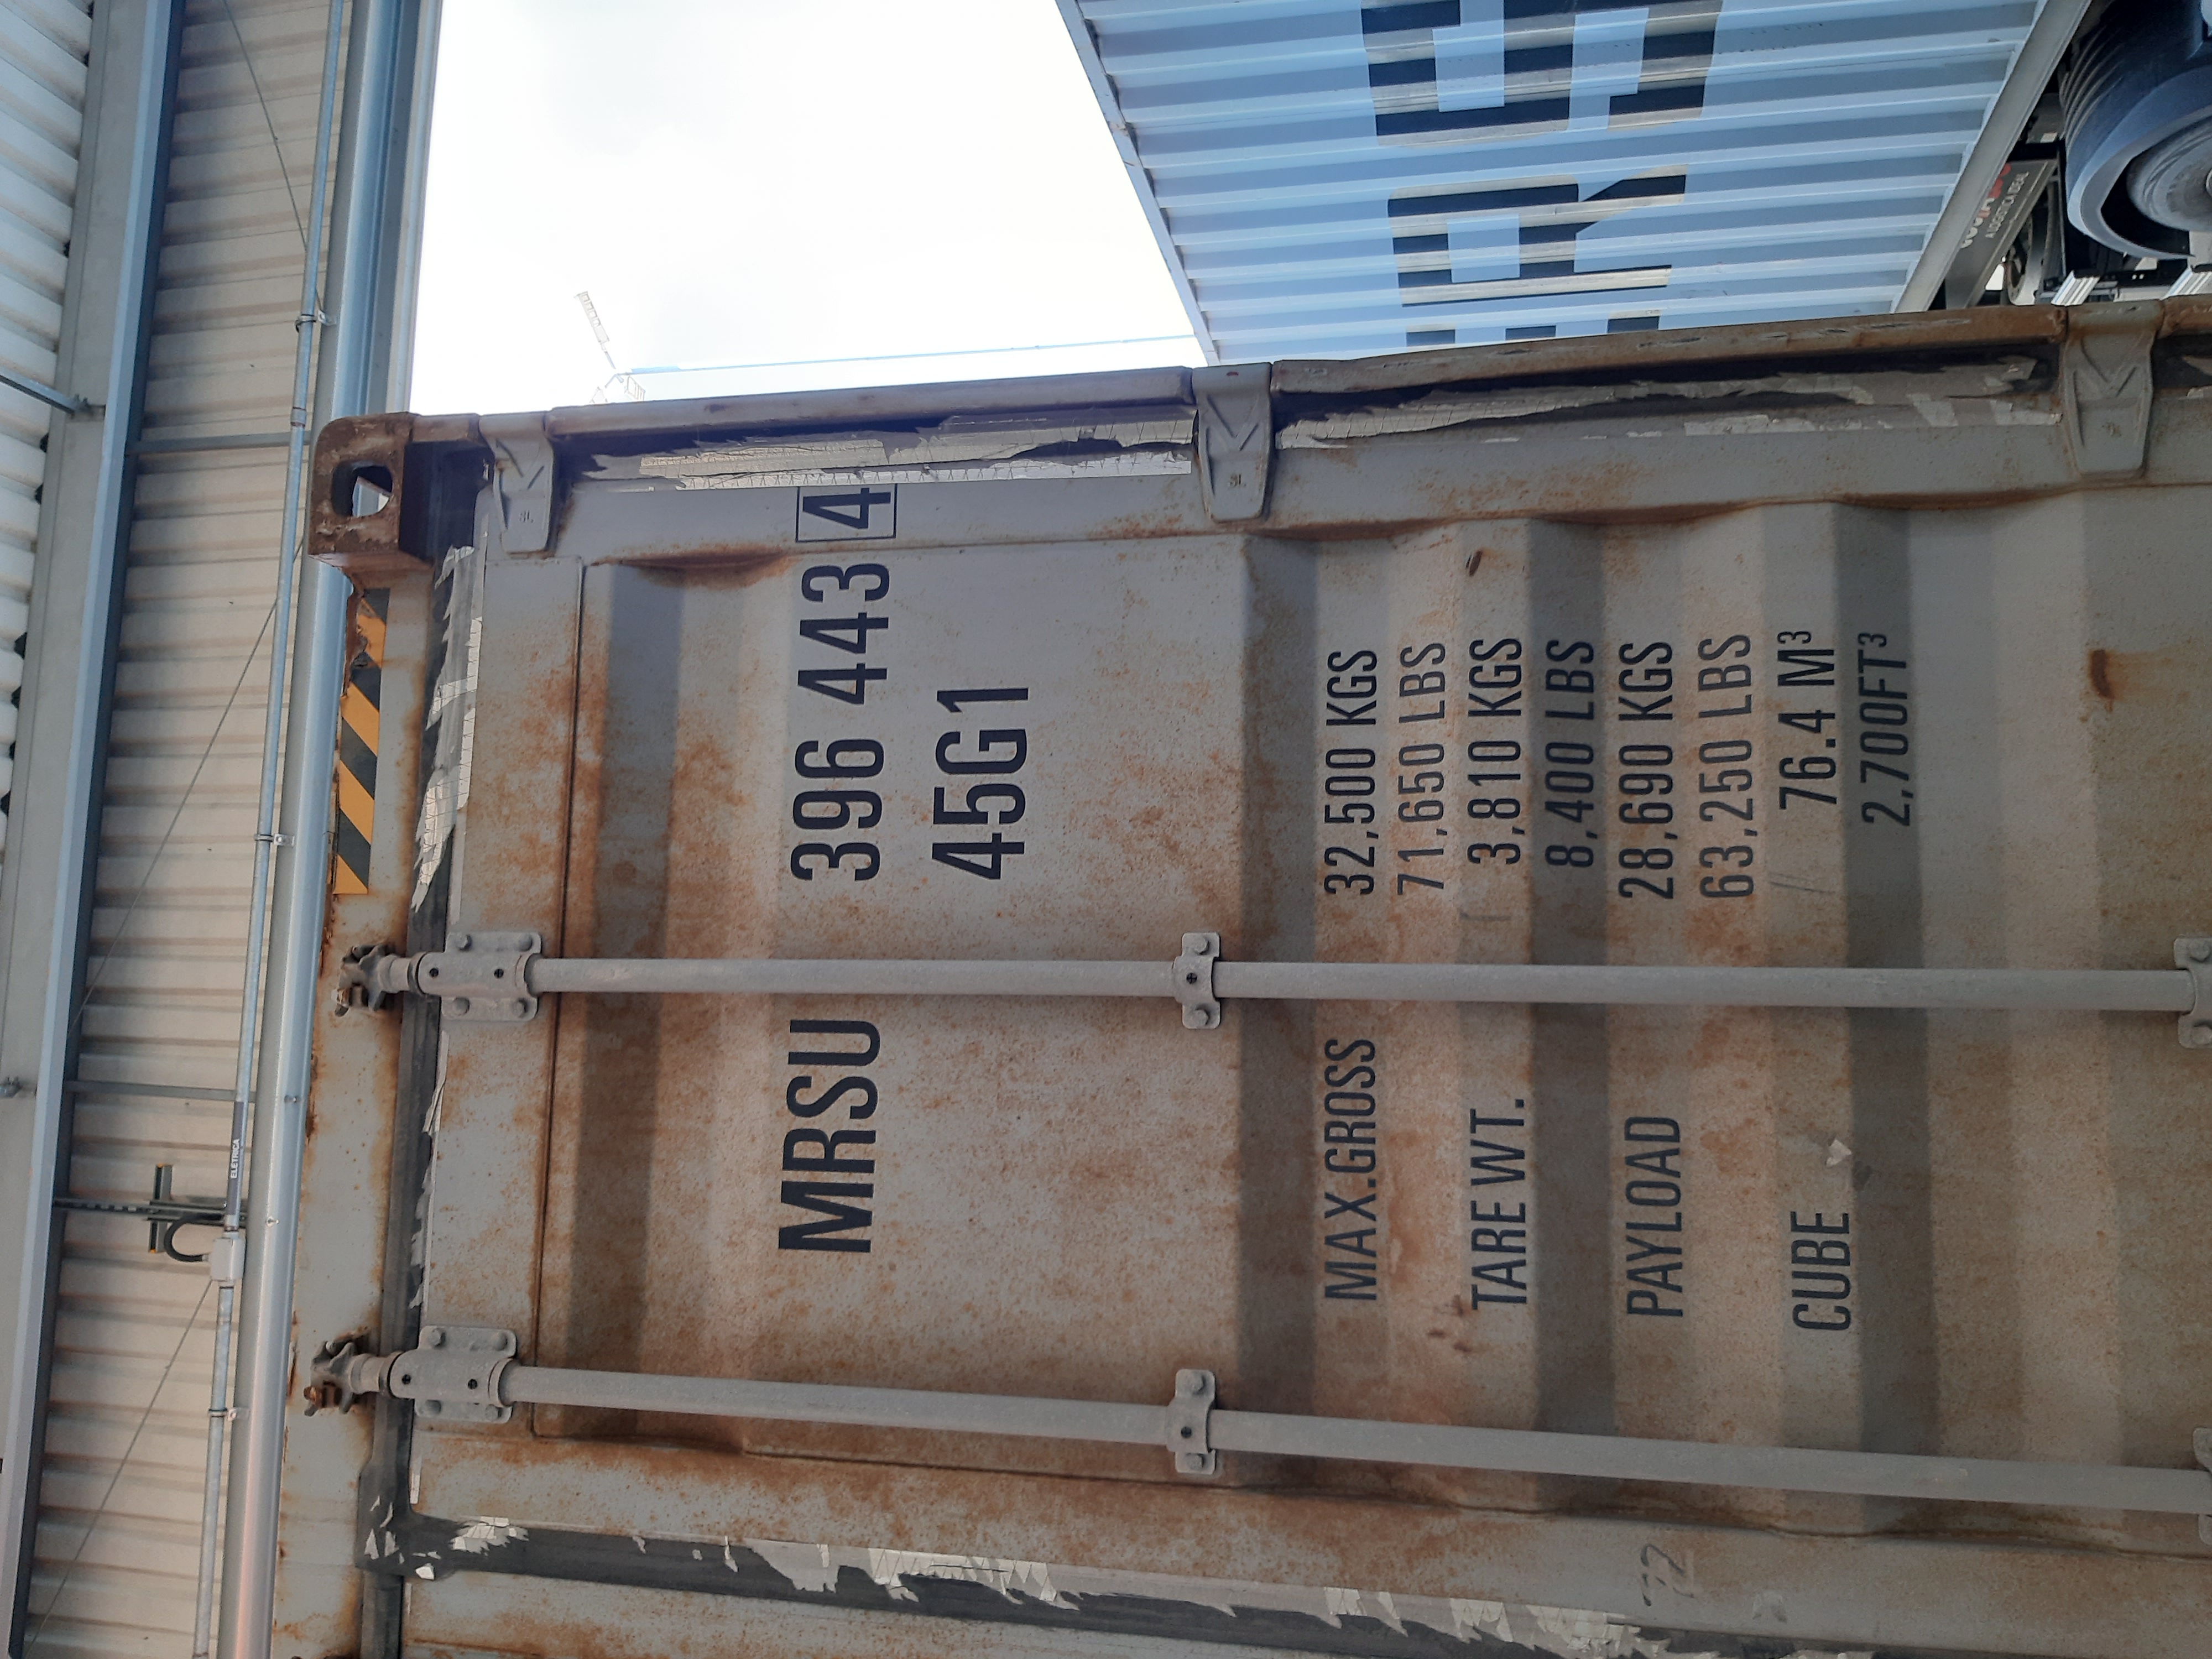 MRSU 396 443 4
45G1
MAX.GROSS 32,500 KGS
71,650 LBS
TARE WT. 3,810 KGS
8,400 LBS
PAYLOAD 28,690 KGS
63,250 LBS
CUBE 76.4 M³
2,700FT³
ELETRICA